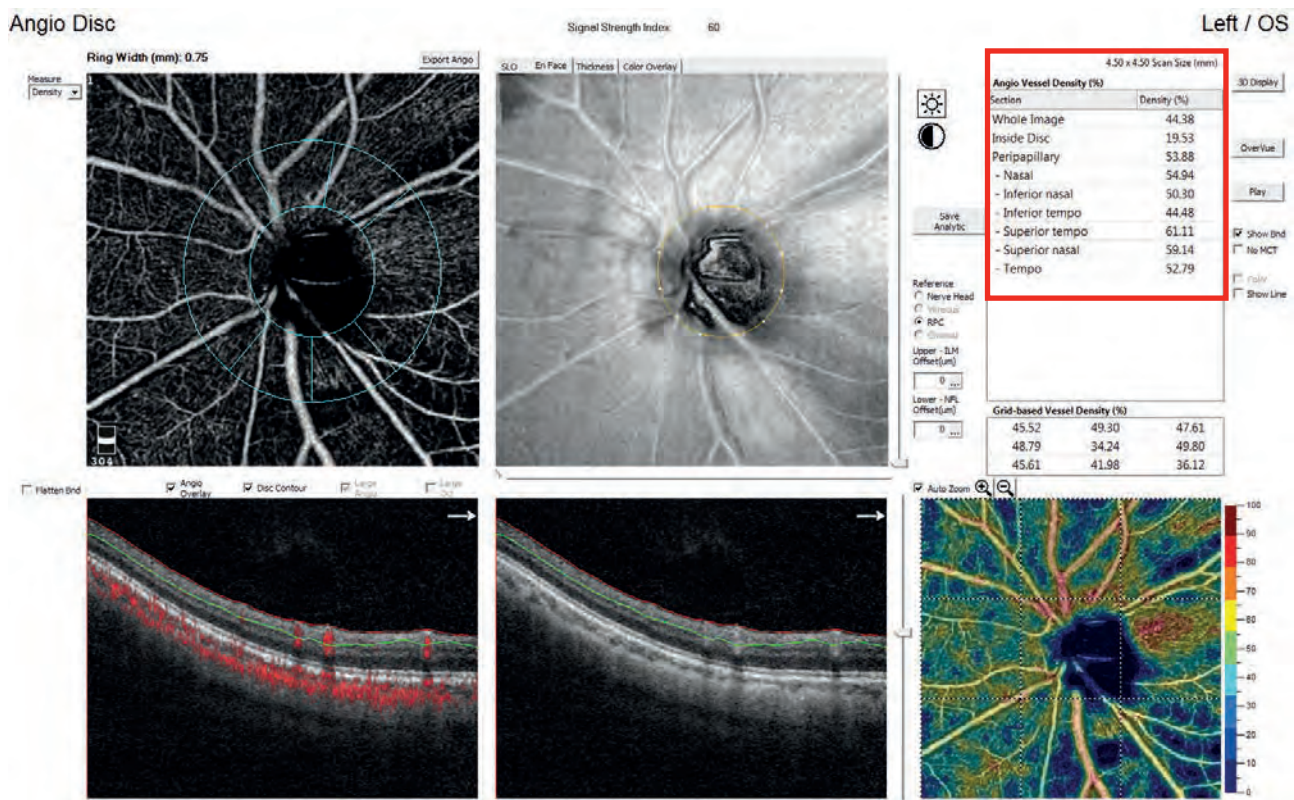 Angio Disc
Signal Strength Index 60
Left / OS
Ring Width (mm): 0.75
Export Angio
Measure
Density
1
304
SLO En Face Thickness Color Overlay
Save
Analytic
Reference
Nerve Head
Vitreous
RPC
Choroid
Upper - ILM
Offset(um)
0 ...
Lower - NFL
Offset(um)
0 ...
4.50 x 4.50 Scan Size (mm)
Angio Vessel Density (%)
Section Density (%)
Whole Image 44.38
Inside Disc 19.53
Peripapillary 53.88
- Nasal 54.94
- Inferior nasal 50.30
- Inferior tempo 44.48
- Superior tempo 61.11
- Superior nasal 59.14
- Tempo 52.79
3D Display
OverVue
Play
Show Bnd
No MCT
Show Line
Grid-based Vessel Density (%)
45.52 49.30 47.61
48.79 34.24 49.80
45.61 41.98 36.12
Flatten Bnd
Angio
Overlay
Disc Contour
Large
Angio
Large
Oct
Auto Zoom
100
90
80
70
60
50
40
30
20
10
0